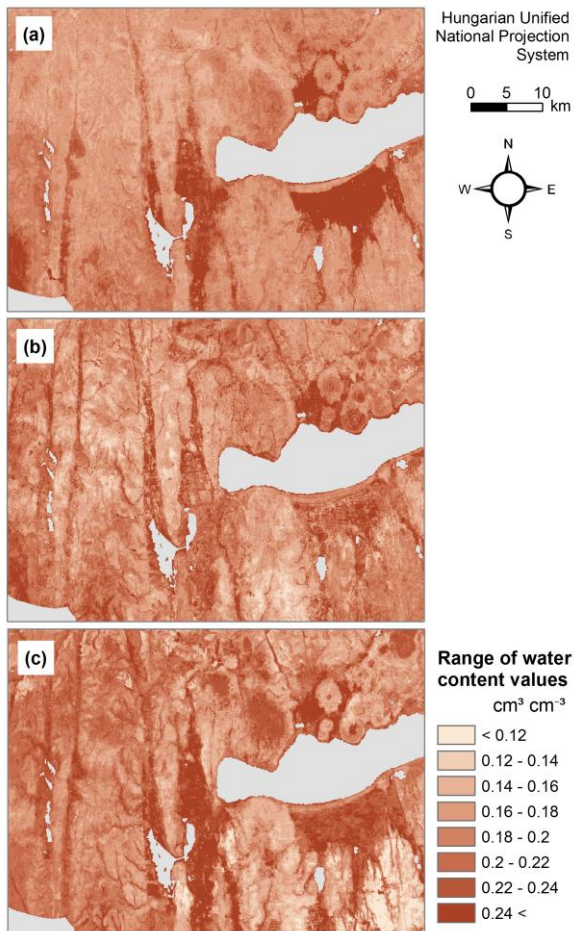 (a)
Hungarian Unified
National Projection
System
0 5 10
km
N
W E
S
(b)
(c)
Range of water
content values
cm³ cm⁻³
< 0.12
0.12 - 0.14
0.14 - 0.16
0.16 - 0.18
0.18 - 0.2
0.2 - 0.22
0.22 - 0.24
0.24 <